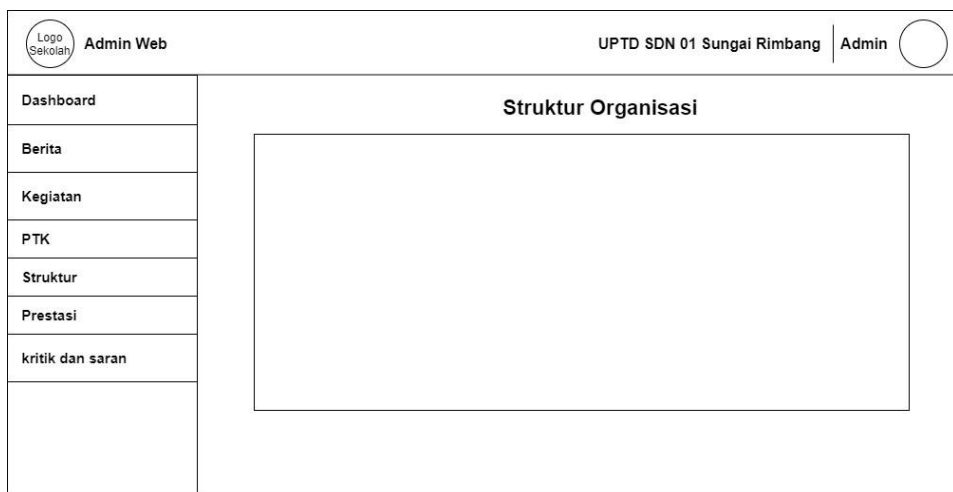 Logo
Sekolah
Admin Web
UPTD SDN 01 Sungai Rimbang
Admin
Dashboard
Berita
Kegiatan
PTK
Struktur
Prestasi
kritik dan saran
Struktur Organisasi